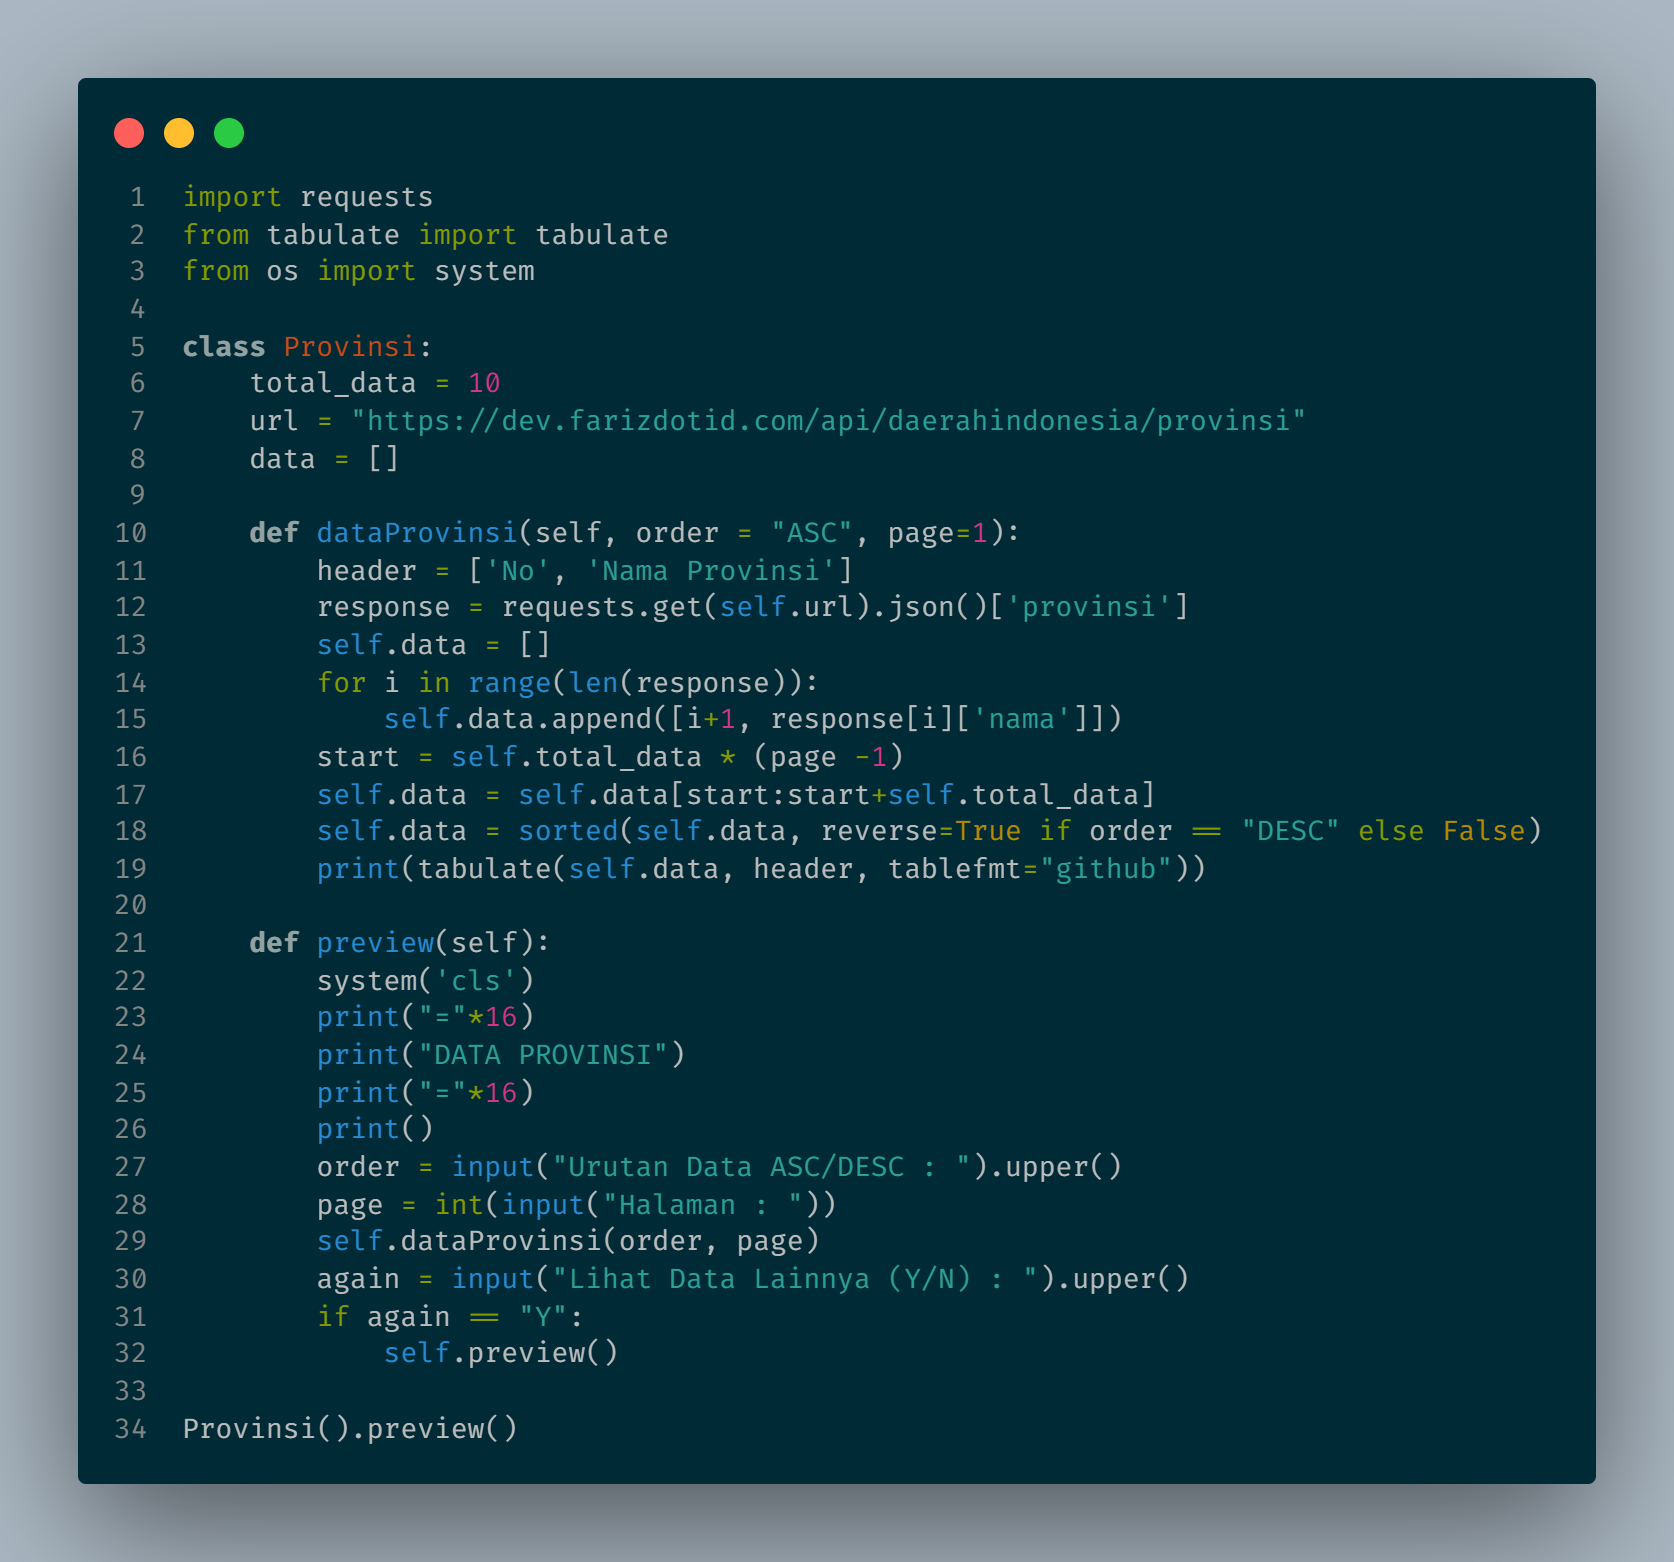 1 import requests
2 from tabulate import tabulate
3 from os import system
4
5 class Provinsi:
6     total_data = 10
7     url = "https://dev.farizdotid.com/api/daerahindonesia/provinsi"
8     data = []
9
10     def dataProvinsi(self, order = "ASC", page=1):
11         header = ['No', 'Nama Provinsi']
12         response = requests.get(self.url).json()['provinsi']
13         self.data = []
14         for i in range(len(response)):
15             self.data.append([i+1, response[i]['nama']])
16         start = self.total_data * (page -1)
17         self.data = self.data[start:start+self.total_data]
18         self.data = sorted(self.data, reverse=True if order == "DESC" else False)
19         print(tabulate(self.data, header, tablefmt="github"))
20
21     def preview(self):
22         system('cls')
23         print("="*16)
24         print("DATA PROVINSI")
25         print("="*16)
26         print()
27         order = input("Urutan Data ASC/DESC : ").upper()
28         page = int(input("Halaman : "))
29         self.dataProvinsi(order, page)
30         again = input("Lihat Data Lainnya (Y/N) : ").upper()
31         if again == "Y":
32             self.preview()
33
34 Provinsi().preview()